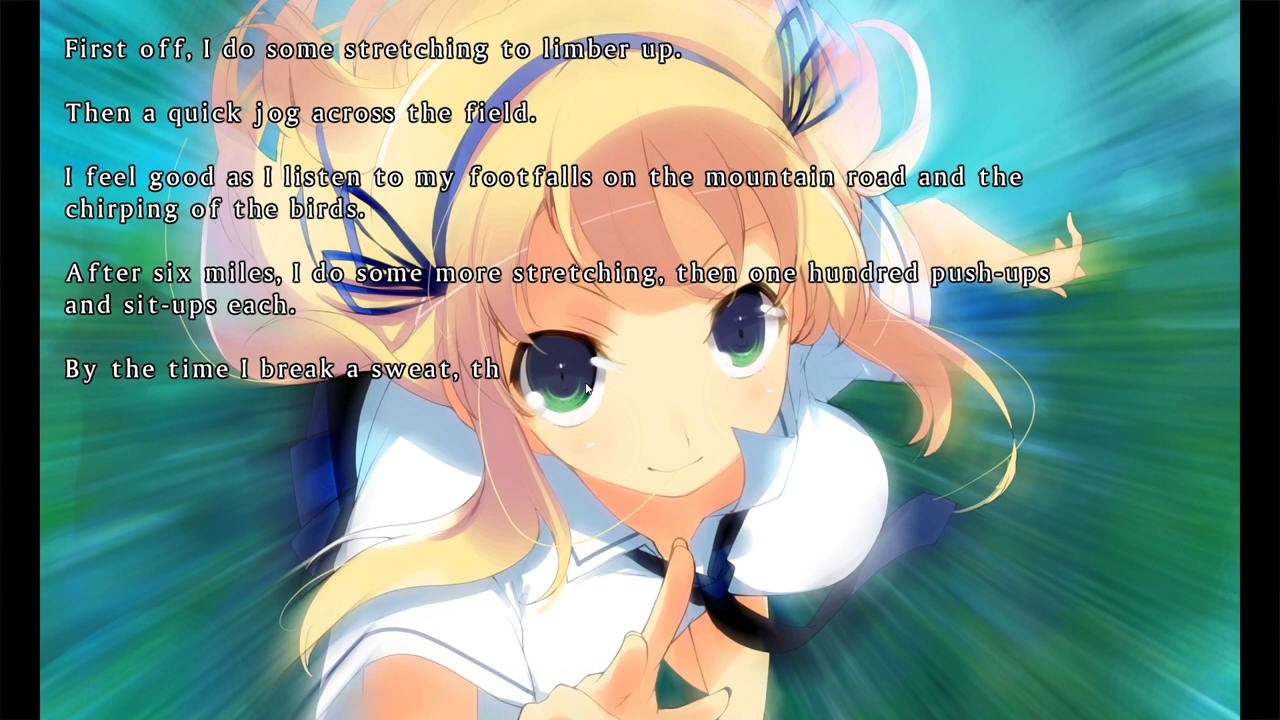 First off, I do some stretching to limber up.
Then a quick jog across the field.
I feel good as I listen to my footfalls on the mountain road and the
chirping of the birds.
After six miles, I do some more stretching, then one hundred push-ups
and sit-ups each.
By the time I break a sweat, th